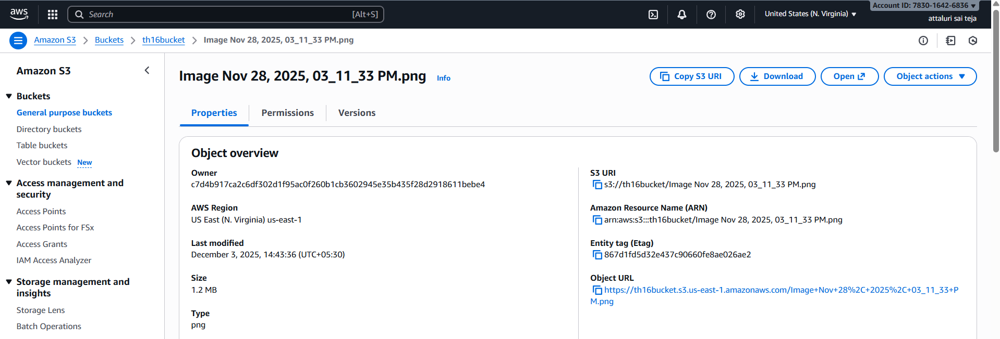 aws
Search [Alt+S]
United States (N. Virginia)
Account ID: 7830-1642-6836
attaluri sai teja
Amazon S3
Buckets
th16bucket
Image Nov 28, 2025, 03_11_33 PM.png
Amazon S3
Buckets
General purpose buckets
Directory buckets
Table buckets
Vector buckets New
Access management and
security
Access Points
Access Points for FSx
Access Grants
IAM Access Analyzer
Storage management and
insights
Storage Lens
Batch Operations
Image Nov 28, 2025, 03_11_33 PM.png Info
Copy S3 URI
Download
Open
Object actions
Properties
Permissions
Versions
Object overview
Owner
c7d4b917ca2c6df302d1f95ac0f260b1cb3602945e35b435f28d2918611bebe4
AWS Region
US East (N. Virginia) us-east-1
Last modified
December 3, 2025, 14:43:36 (UTC+05:30)
Size
1.2 MB
Type
png
S3 URI
s3://th16bucket/Image Nov 28, 2025, 03_11_33 PM.png
Amazon Resource Name (ARN)
arn:aws:s3:::th16bucket/Image Nov 28, 2025, 03_11_33 PM.png
Entity tag (Etag)
867d1fd5d32e437c90660fe8ae026ae2
Object URL
https://th16bucket.s3.us-east-1.amazonaws.com/Image+Nov+28%2C+2025%2C+03_11_33+P
M.png